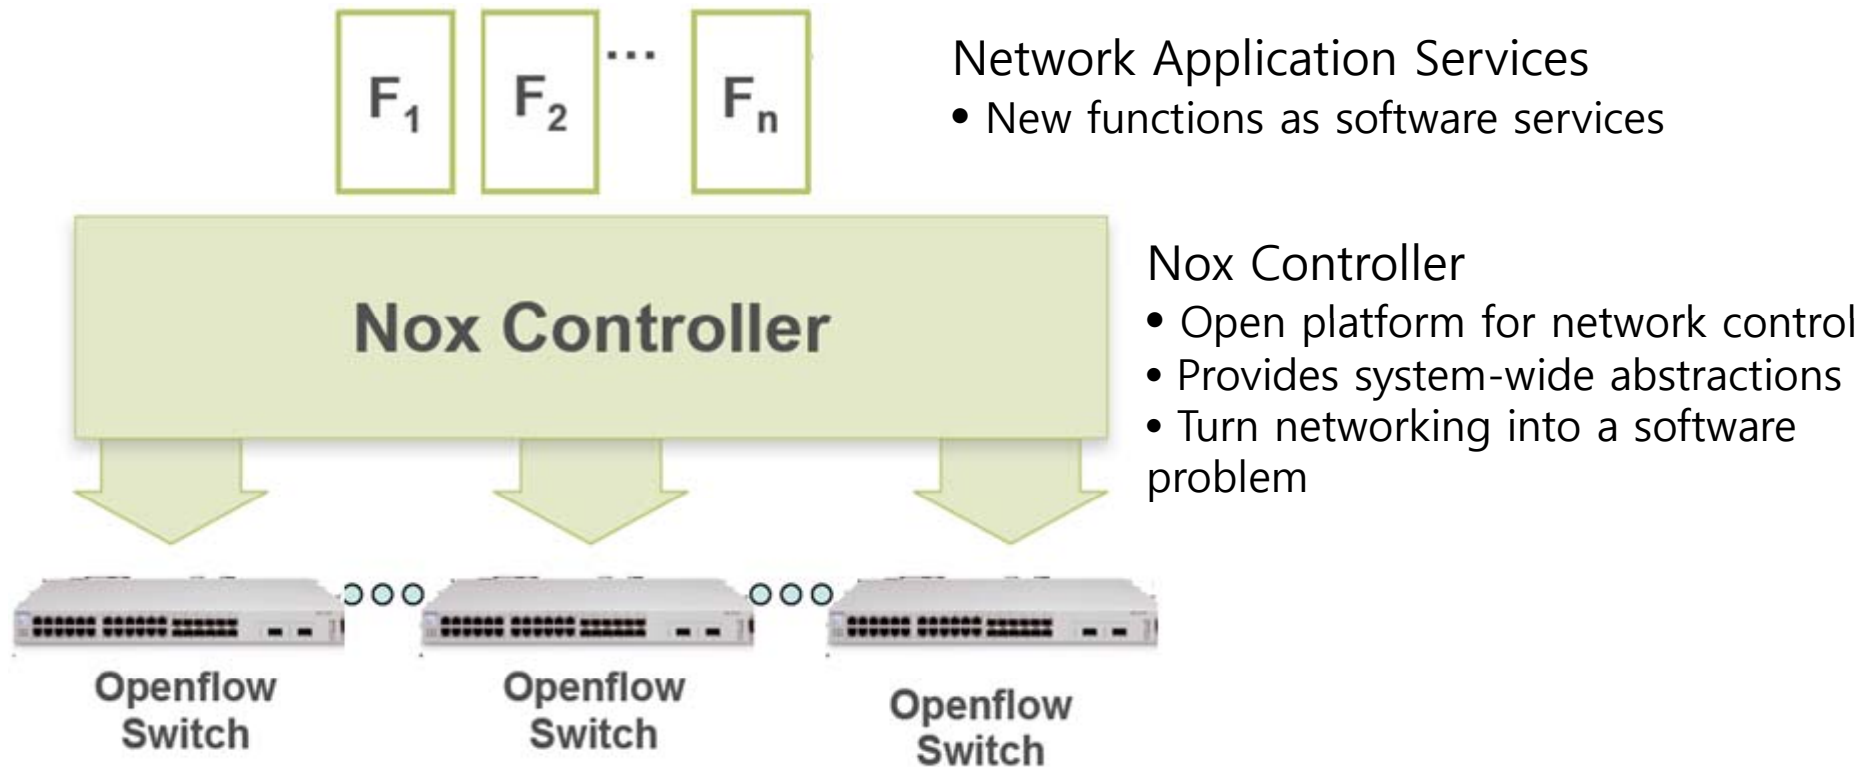 F1 F2 ... Fn
Network Application Services
• New functions as software services
Nox Controller
Nox Controller
• Open platform for network control
• Provides system-wide abstractions
• Turn networking into a software
problem
Openflow
Switch
Openflow
Switch
Openflow
Switch